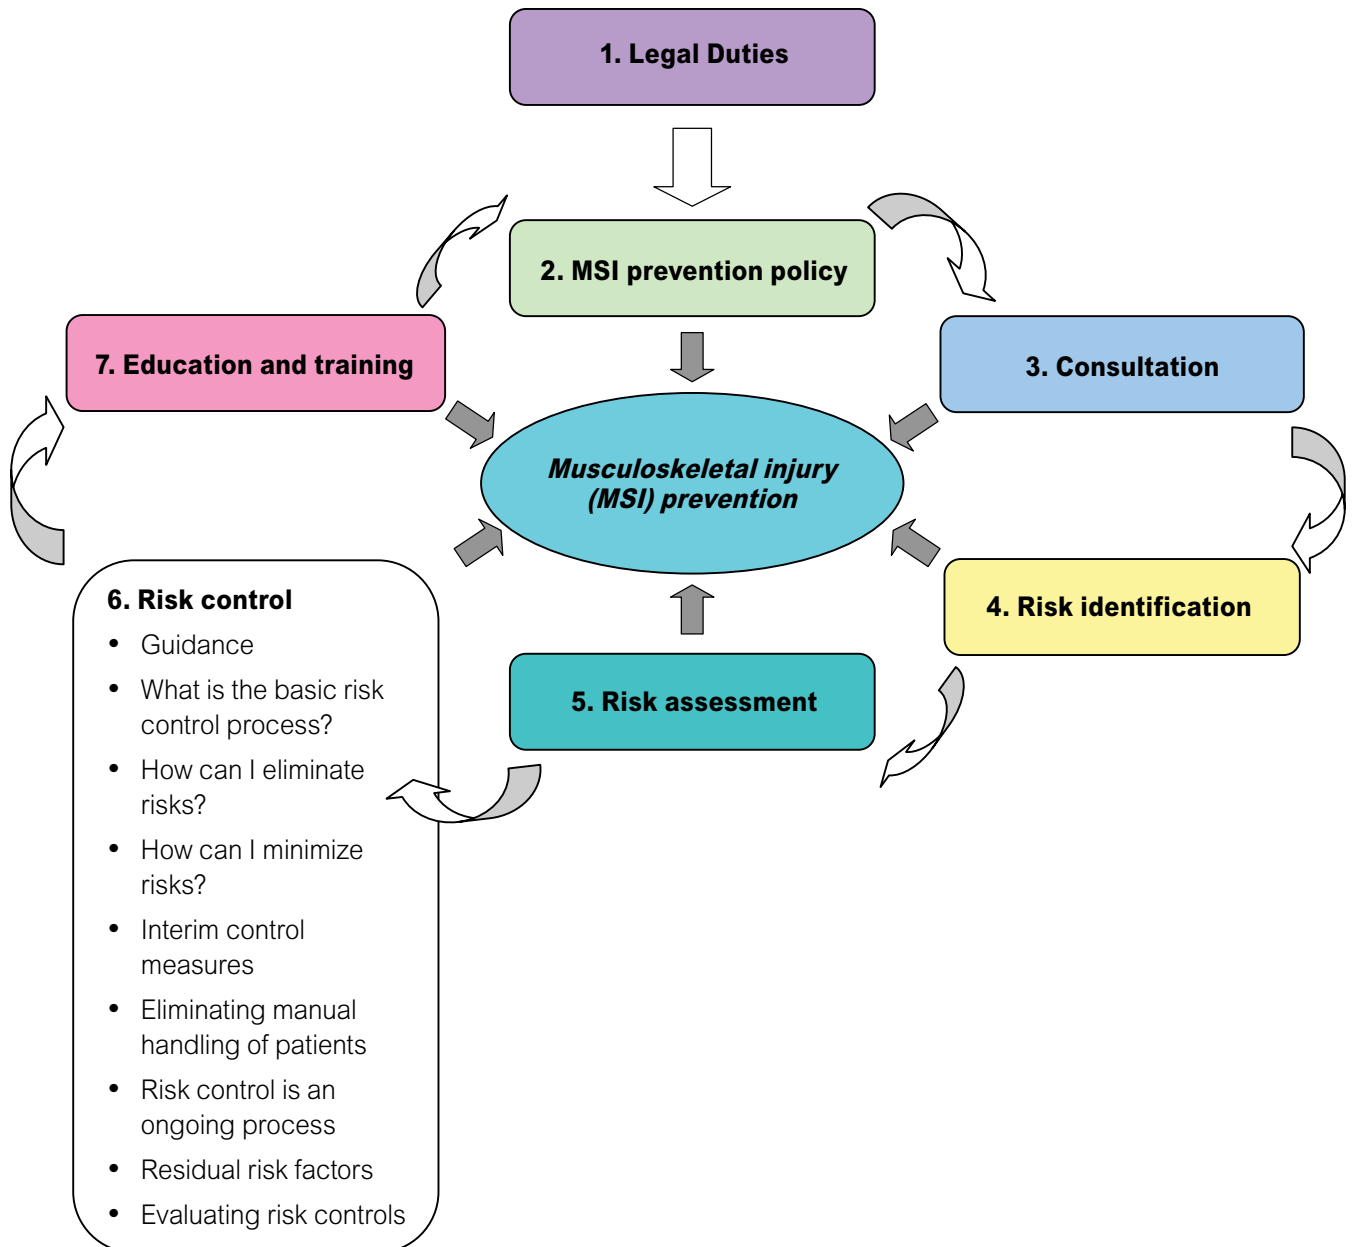 1. Legal Duties
2. MSI prevention policy
7. Education and training
3. Consultation
Musculoskeletal injury
(MSI) prevention
4. Risk identification
5. Risk assessment
6. Risk control
• Guidance
• What is the basic risk
control process?
• How can I eliminate
risks?
• How can I minimize
risks?
• Interim control
measures
• Eliminating manual
handling of patients
• Risk control is an
ongoing process
• Residual risk factors
• Evaluating risk controls